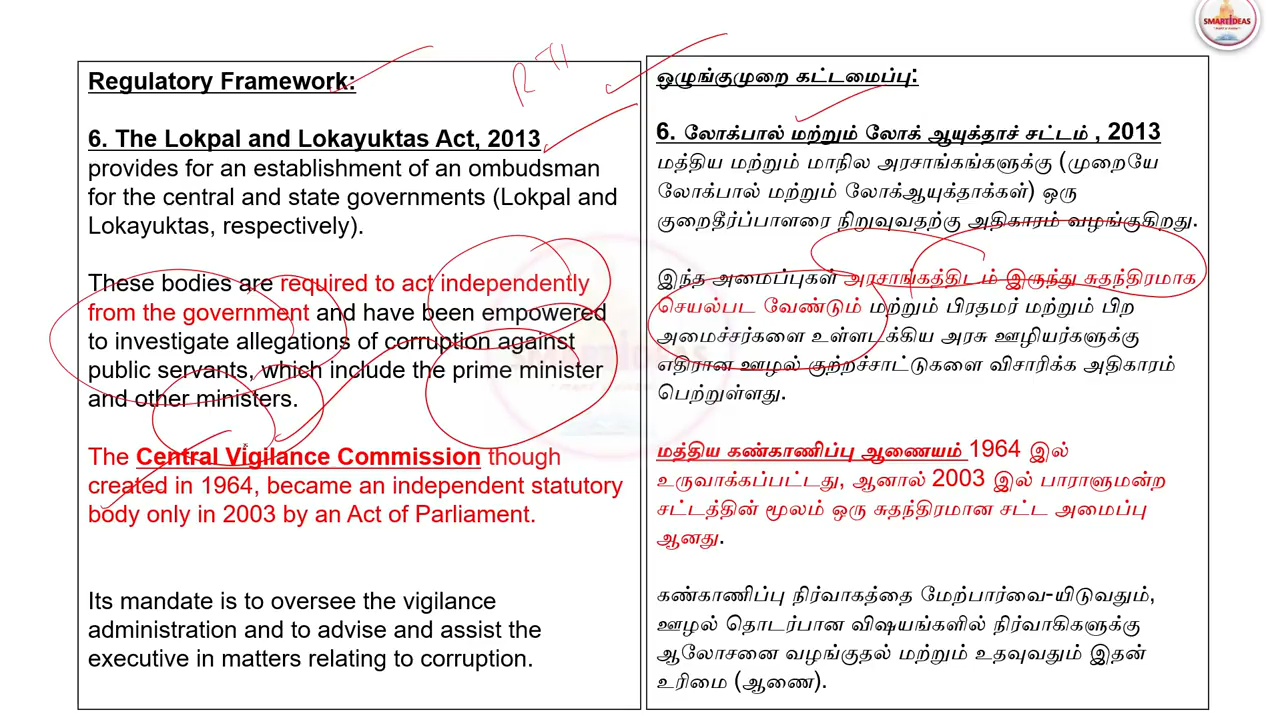 SMARTIDEAS
Regulatory Framework:
6. The Lokpal and Lokayuktas Act, 2013
provides for an establishment of an ombudsman
for the central and state governments (Lokpal and
Lokayuktas, respectively).
These bodies are required to act independently
from the government and have been empowered
to investigate allegations of corruption against
public servants, which include the prime minister
and other ministers.
The Central Vigilance Commission though
created in 1964, became an independent statutory
body only in 2003 by an Act of Parliament.
Its mandate is to oversee the vigilance
administration and to advise and assist the
executive in matters relating to corruption.
ஒழுங்குமுறை கட்டமைப்பு:
6. லோக்பால் மற்றும் லோக் ஆயுக்தாச் சட்டம் , 2013
மத்திய மற்றும் மாநில அரசாங்கங்களுக்கு (முறையே
லோக்பால் மற்றும் லோக்ஆயுக்தாக்கள்) ஒரு
குறைதீர்ப்பாளரை நிறுவுவதற்கு அதிகாரம் வழங்குகிறது.
இந்த அமைப்புகள் அரசாங்கத்திடம் இருந்து சுதந்திரமாக
செயல்பட வேண்டும் மற்றும் பிரதமர் மற்றும் பிற
அமைச்சர்களை உள்ளடக்கிய அரசு ஊழியர்களுக்கு
எதிரான ஊழல் குற்றச்சாட்டுகளை விசாரிக்க அதிகாரம்
பெற்றுள்ளது.
மத்திய கண்காணிப்பு ஆணையம் 1964 இல்
உருவாக்கப்பட்டது, ஆனால் 2003 இல் பாராளுமன்ற
சட்டத்தின் மூலம் ஒரு சுதந்திரமான சட்ட அமைப்பு
ஆனது.
கண்காணிப்பு நிர்வாகத்தை மேற்பார்வை-யிடுவதும்,
ஊழல் தொடர்பான விஷயங்களில் நிர்வாகிகளுக்கு
ஆலோசனை வழங்குதல் மற்றும் உதவுவதும் இதன்
உரிமை (ஆணை).